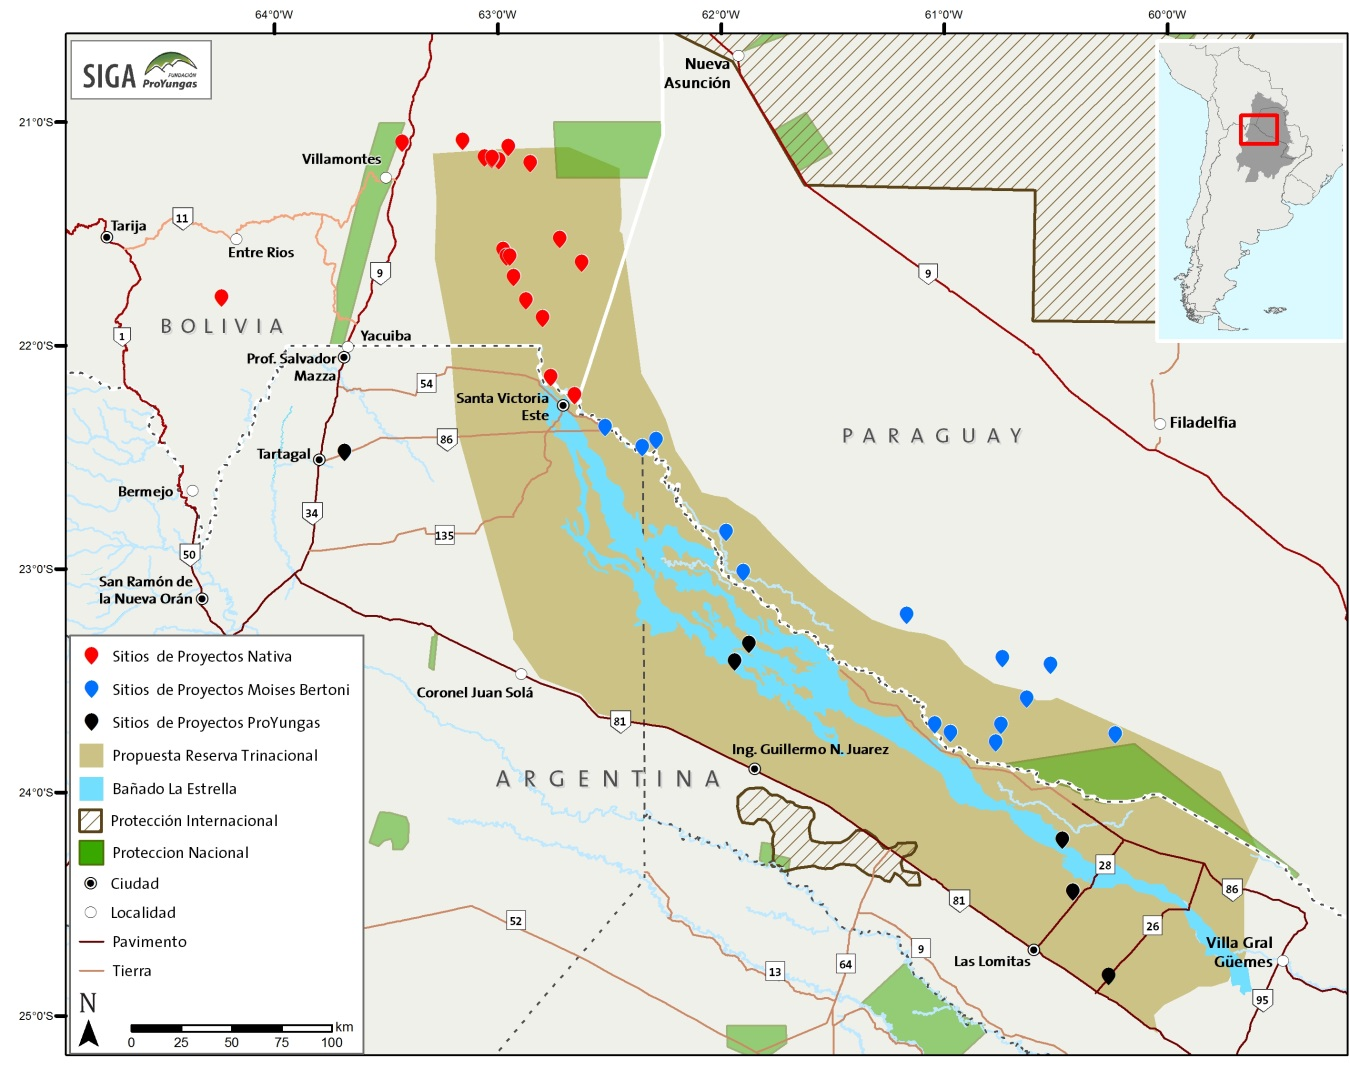 64°0'W 63°0'W 62°0'W 61°0'W 60°0'W
SIGA
FUNDACIÓN
ProYungas
Nueva
Asunción
21°0'S
Villamontes
11
Tarija
Entre Rios
9
9
BOLIVIA
1
Yacuiba
22°0'S
Prof. Salvador
Mazza
54
Santa Victoria
Este
Filadelfia
PARAGUAY
86
Tartagal
Bermejo
34
135
50
23°0'S
San Ramón de
la Nueva Orán
Coronel Juan Solá
81
Ing. Guillermo N. Juarez
ARGENTINA
24°0'S
28
86
81
52
26
9
Villa Gral
Güemes
Las Lomitas
64
13
95
25°0'S
Sitios de Proyectos Nativa
Sitios de Proyectos Moises Bertoni
Sitios de Proyectos ProYungas
Propuesta Reserva Trinacional
Bañado La Estrella
Protección Internacional
Proteccion Nacional
Ciudad
Localidad
Pavimento
Tierra
N
km
0 25 50 75 100